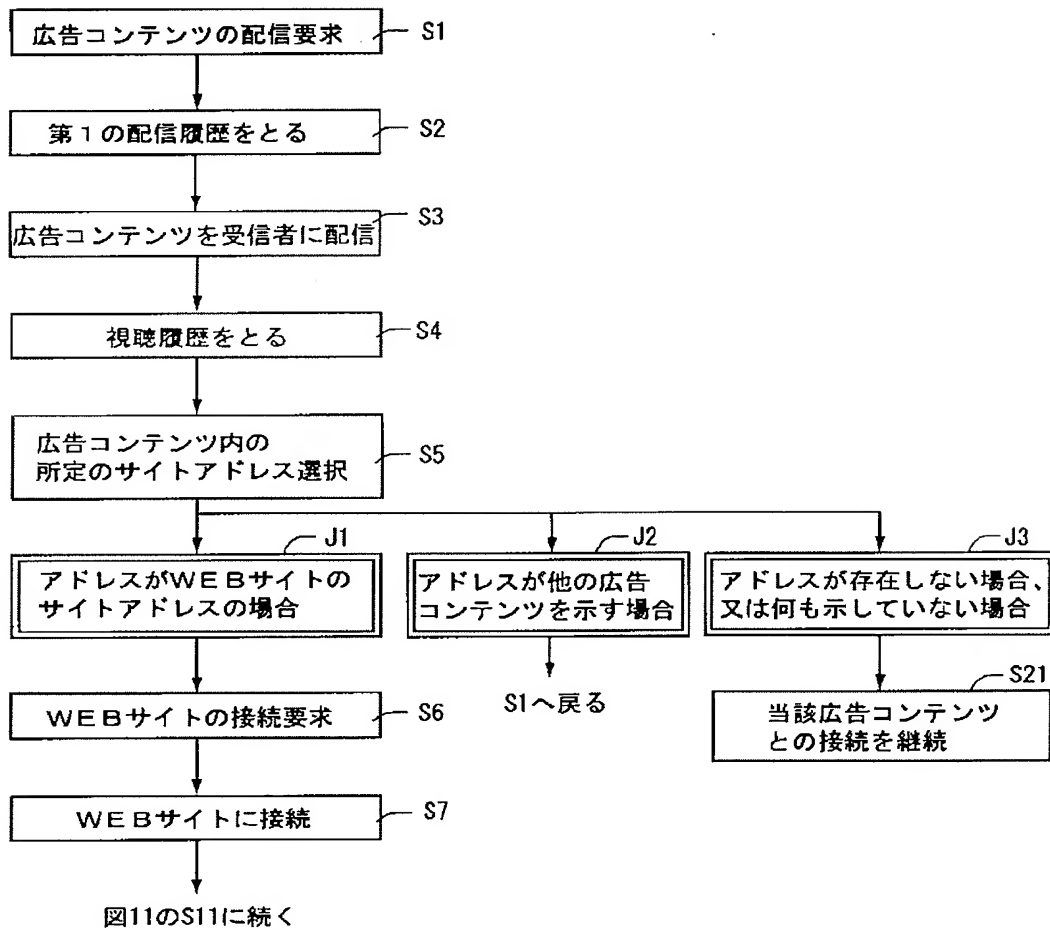 広告コンテンツの配信要求
S1
第１の配信履歴をとる
S2
広告コンテンツを受信者に配信
S3
視聴履歴をとる
S4
広告コンテンツ内の
所定のサイトアドレス選択
S5
J1
アドレスがＷＥＢサイトの
サイトアドレスの場合
J2
アドレスが他の広告
コンテンツを示す場合
J3
アドレスが存在しない場合、
又は何も示していない場合
ＷＥＢサイトの接続要求
S6
S1へ戻る
S21
当該広告コンテンツ
との接続を継続
ＷＥＢサイトに接続
S7
図11のS11に続く